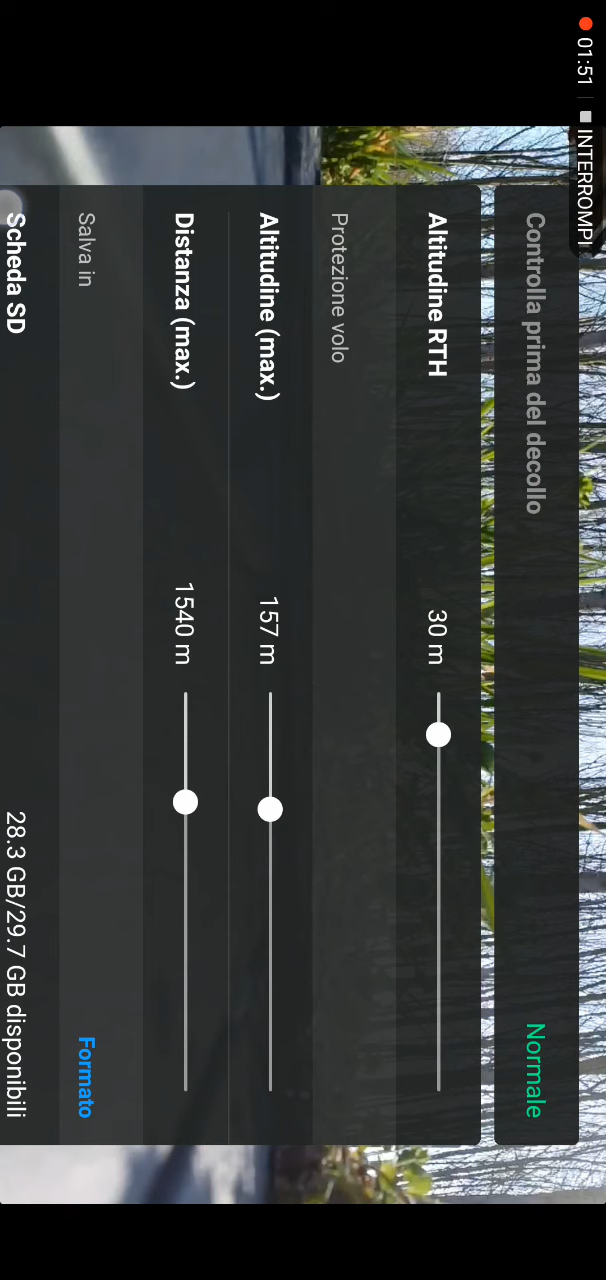 01:51 INTERROMPI
Controlla prima del decollo Normale
Altitudine RTH 30 m
Protezione volo
Altitudine (max.) 157 m
Distanza (max.) 1540 m
Salva in Formato
Scheda SD 28.3 GB/29.7 GB disponibili